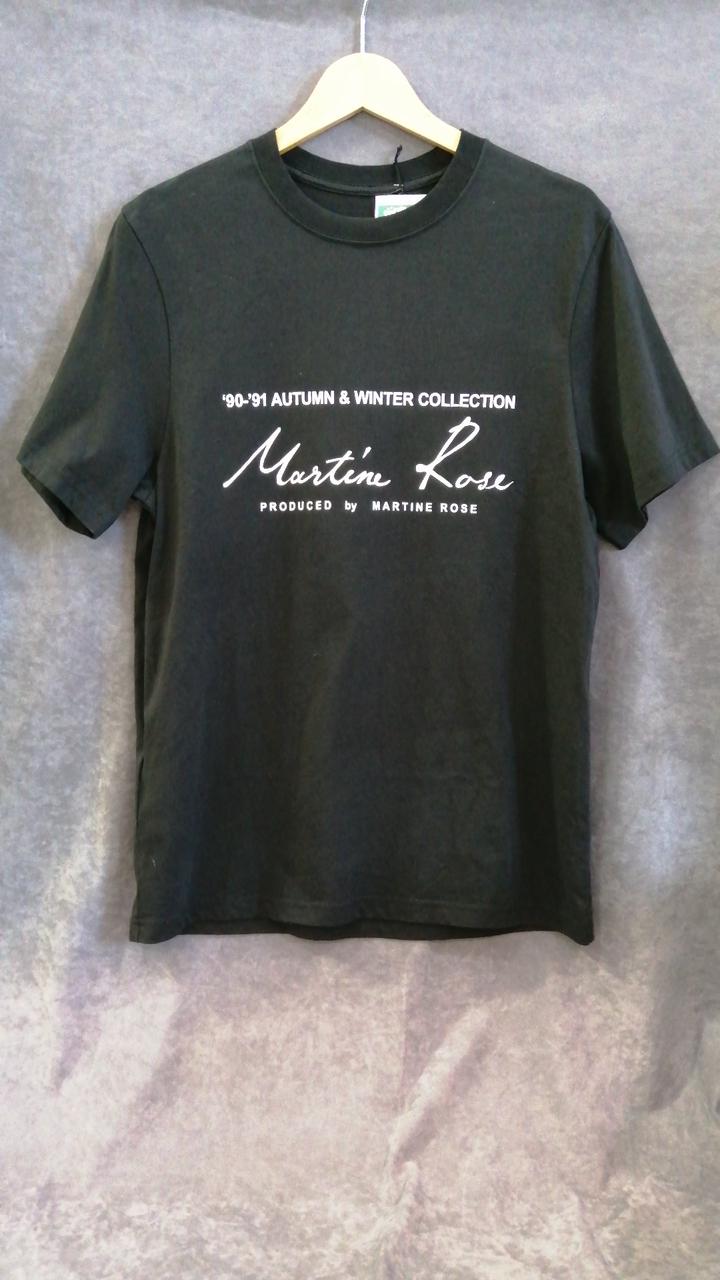 ‘90-’91 AUTUMN & WINTER COLLECTION
Martine Rose
PRODUCED by MARTINE ROSE